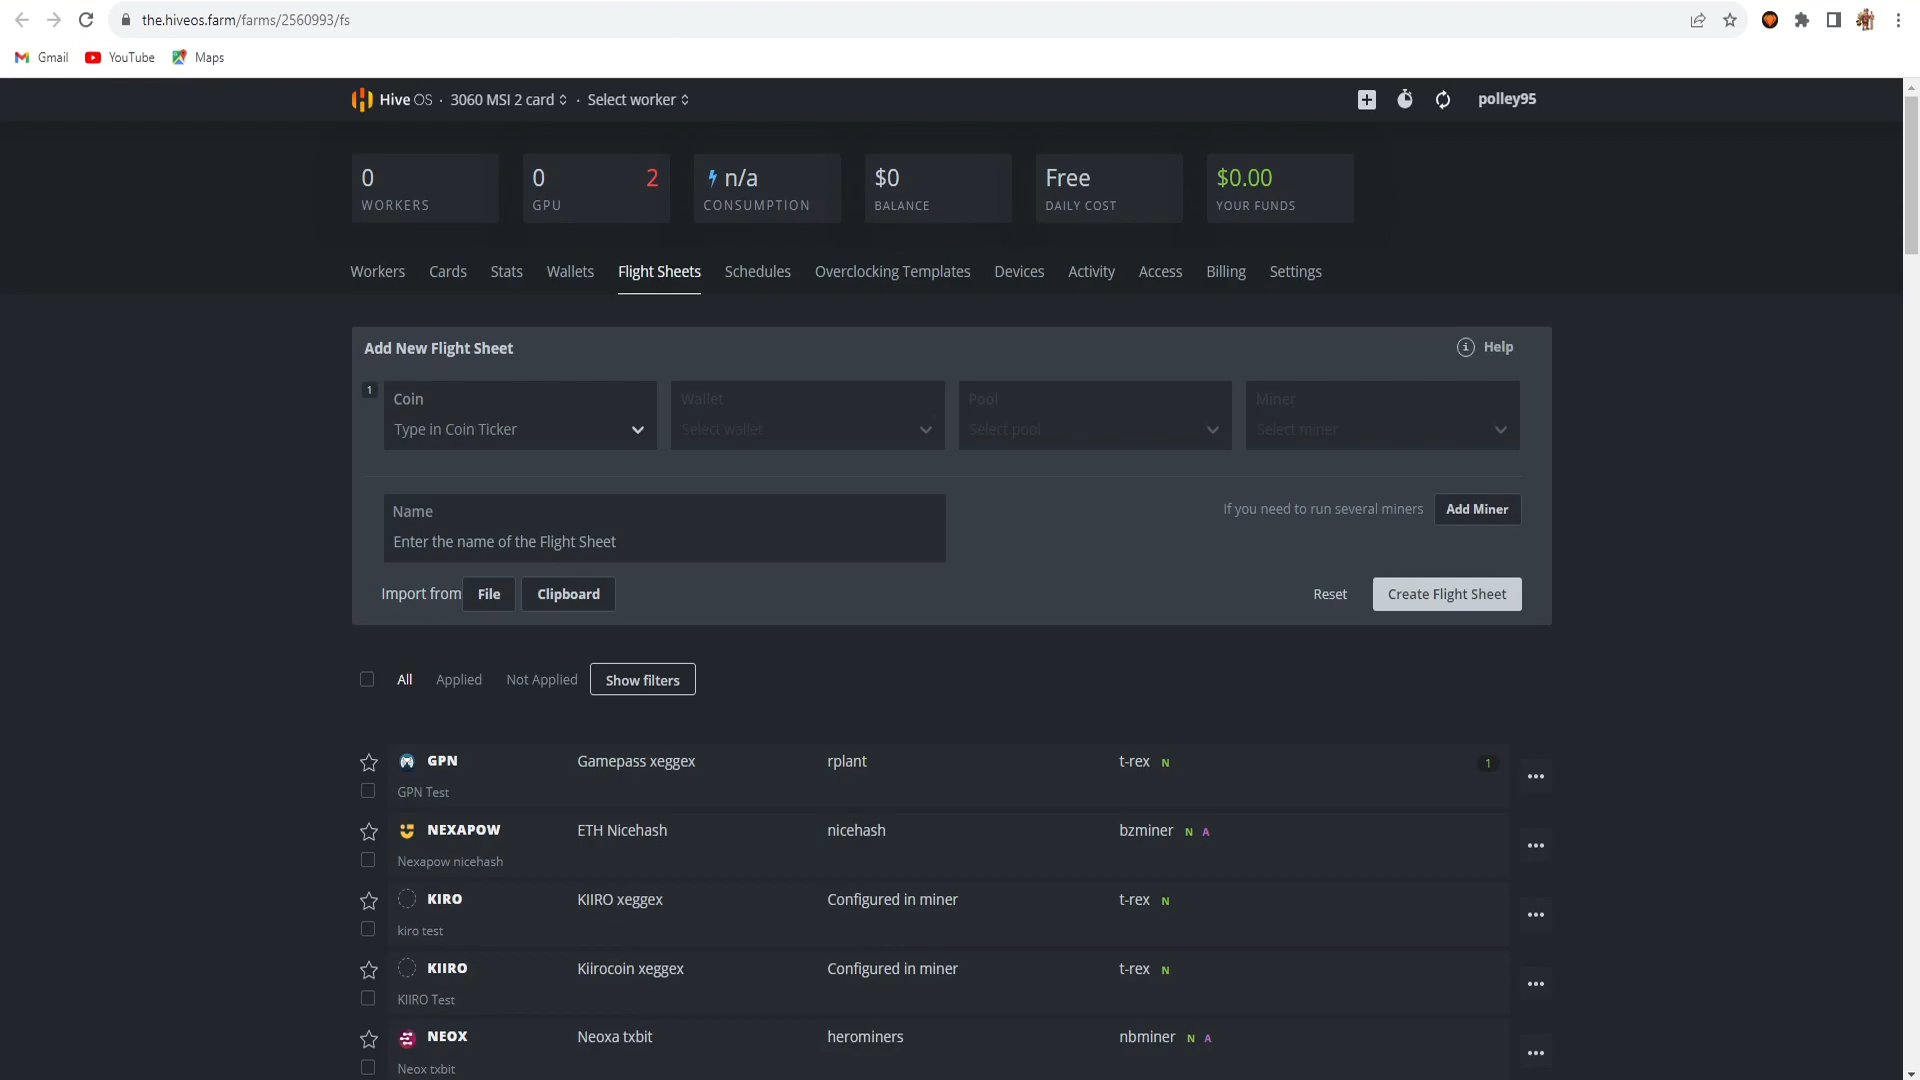 the.hiveos.farm/farms/2560993/fs
Gmail YouTube Maps
Hive OS · 3060 MSI 2 card · Select worker polley95
0 0 2 n/a $0 Free $0.00
WORKERS GPU CONSUMPTION BALANCE DAILY COST YOUR FUNDS
Workers Cards Stats Wallets Flight Sheets Schedules Overclocking Templates Devices Activity Access Billing Settings
Add New Flight Sheet Help
1 Coin Wallet Pool Miner
Type in Coin Ticker Select wallet Select pool... Select miner
Name If you need to run several miners Add Miner
Enter the name of the Flight Sheet
Import from File Clipboard Reset Create Flight Sheet
All Applied Not Applied Show filters
GPN Gamepass xeggex rplant t-rex N 1
GPN Test
NEXAPOW ETH Nicehash nicehash bzminer N A
Nexapow nicehash
KIRO KIIRO xeggex Configured in miner t-rex N
kiro test
KIIRO Kiirocoin xeggex Configured in miner t-rex N
KIIRO Test
NEOX Neoxa txbit herominers nbminer N A
Neox txbit